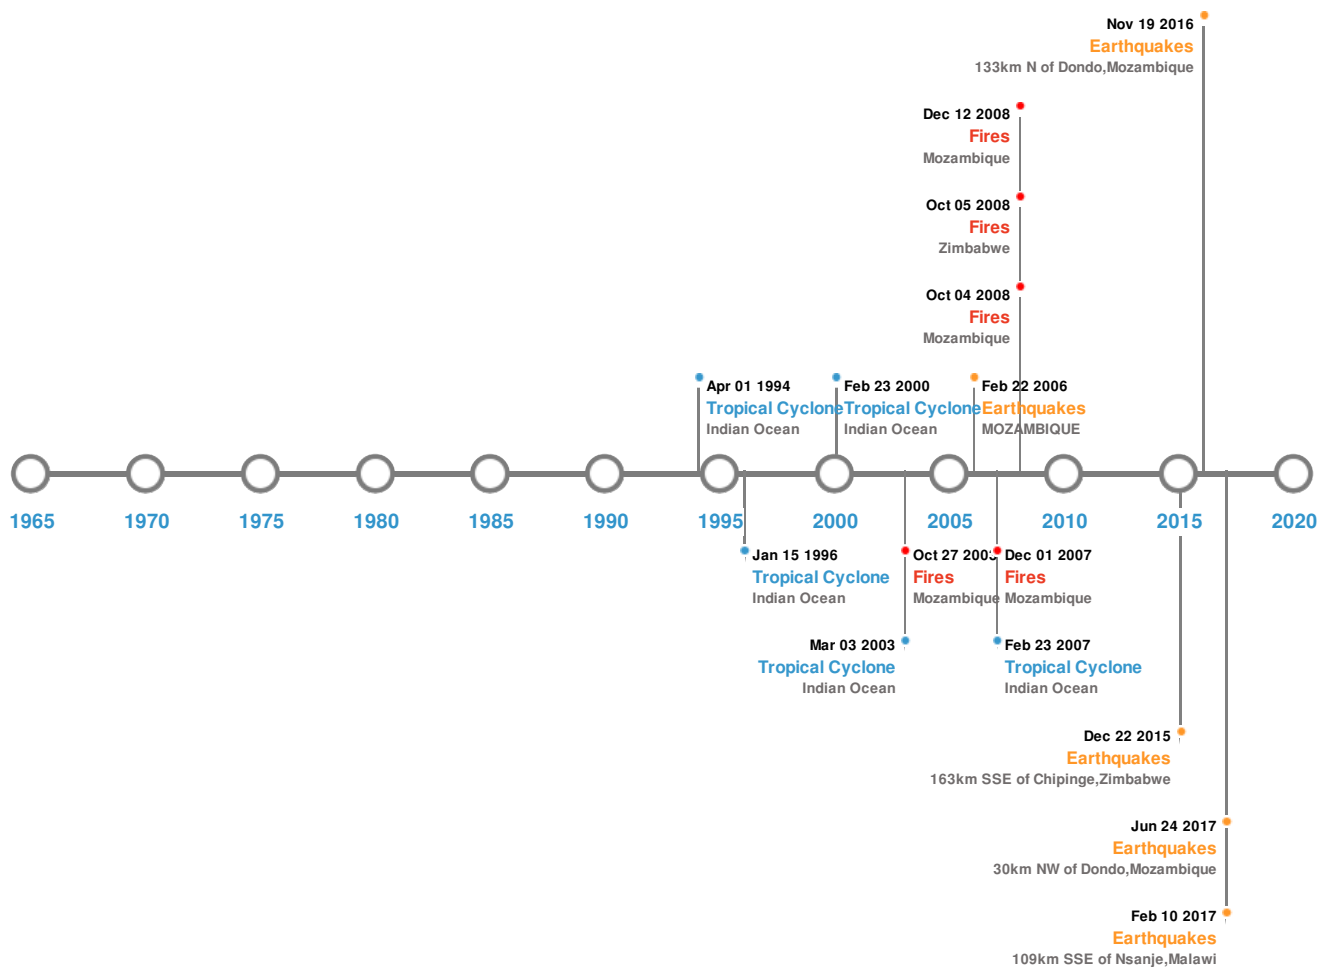 Nov 19 2016
Earthquakes
133km N of Dondo,Mozambique
Dec 12 2008
Fires
Mozambique
Oct 05 2008
Fires
Zimbabwe
Oct 04 2008
Fires
Mozambique
Apr 01 1994
Tropical Cyclone
Indian Ocean
Feb 23 2000
Tropical Cyclone
Indian Ocean
Feb 22 2006
Earthquakes
MOZAMBIQUE
1965 1970 1975 1980 1985 1990 1995 2000 2005 2010 2015 2020
Jan 15 1996
Tropical Cyclone
Indian Ocean
Oct 27 2003
Fires
Mozambique
Dec 01 2007
Fires
Mozambique
Mar 03 2003
Tropical Cyclone
Indian Ocean
Feb 23 2007
Tropical Cyclone
Indian Ocean
Dec 22 2015
Earthquakes
163km SSE of Chipinge,Zimbabwe
Jun 24 2017
Earthquakes
30km NW of Dondo,Mozambique
Feb 10 2017
Earthquakes
109km SSE of Nsanje,Malawi